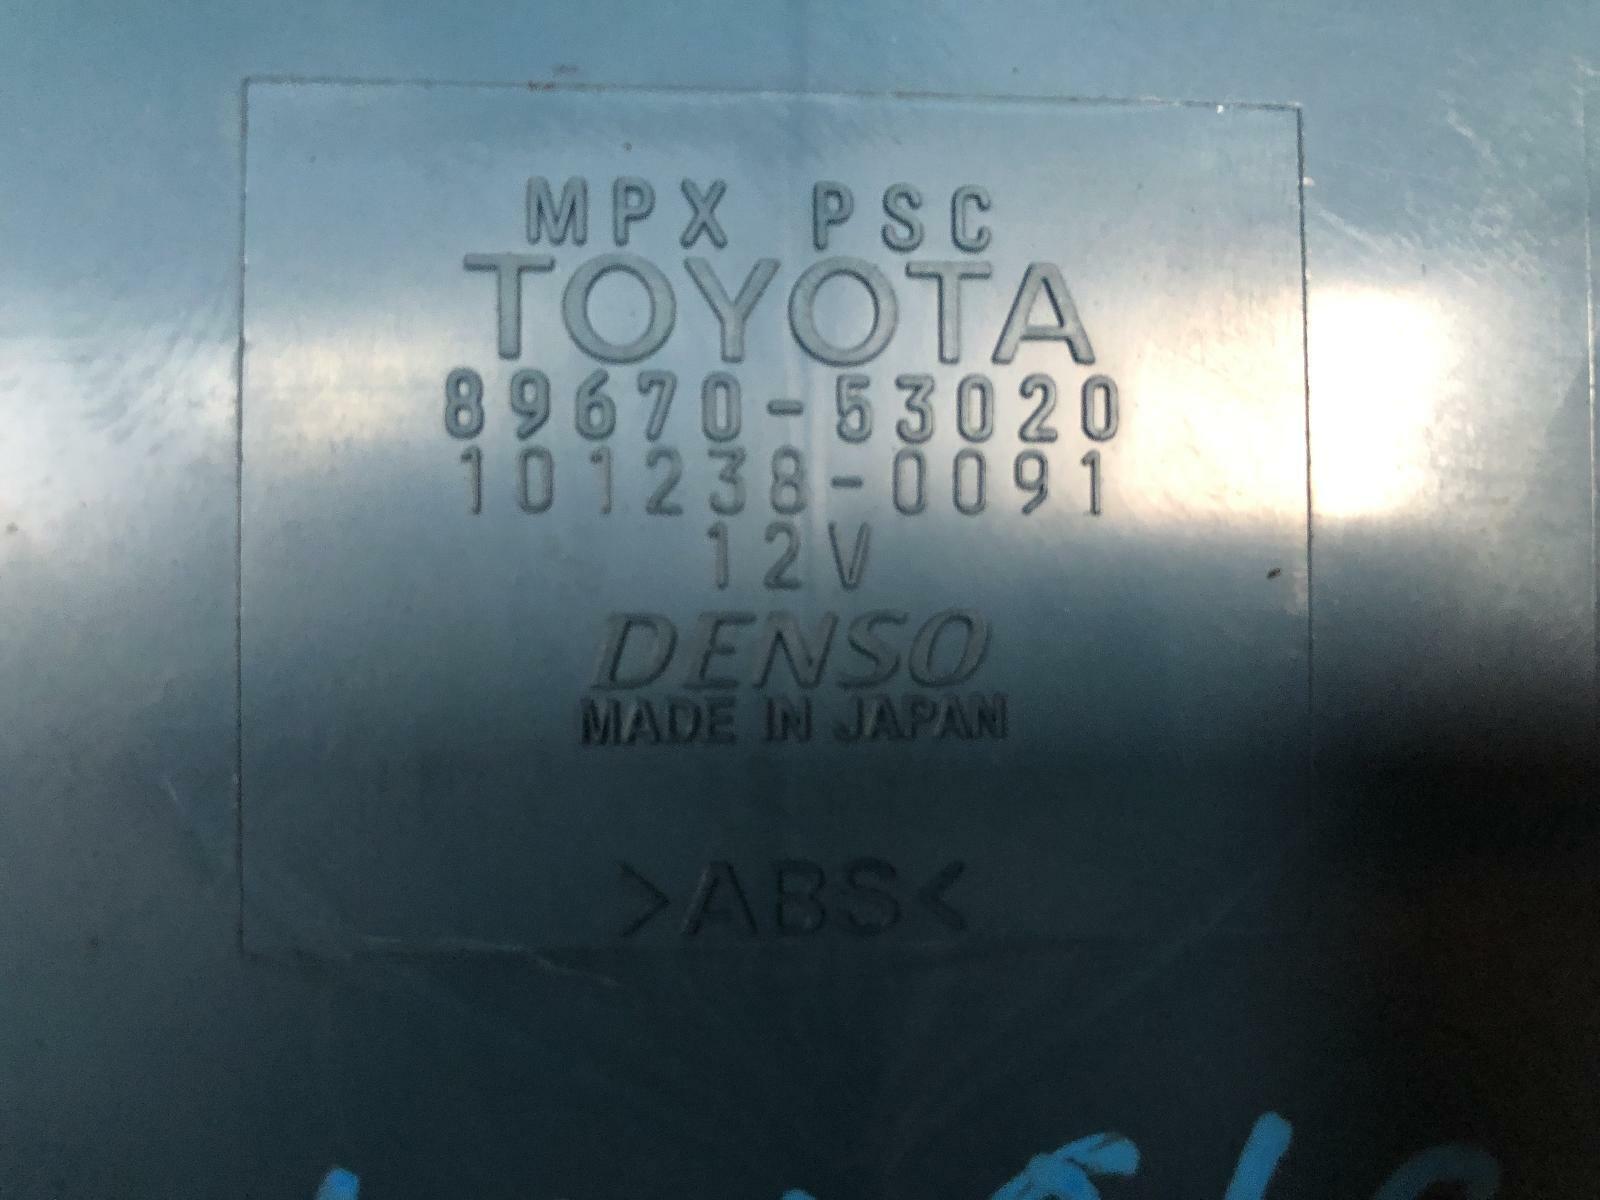 MPX PSC
TOYOTA
89670-53020
101238-0091
12V
DENSO
MADE IN JAPAN
>ABS<